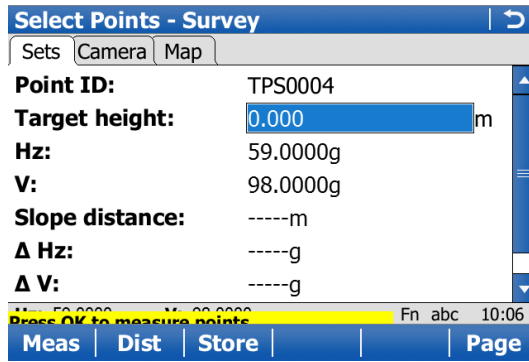 Select Points - Survey
Sets Camera Map
Point ID: TPS0004
Target height: 0.000 m
Hz: 59.0000g
V: 98.0000g
Slope distance: -----m
Δ Hz: -----g
Δ V: -----g
Press OK to measure points
Fn abc 10:06
Meas Dist Store Page